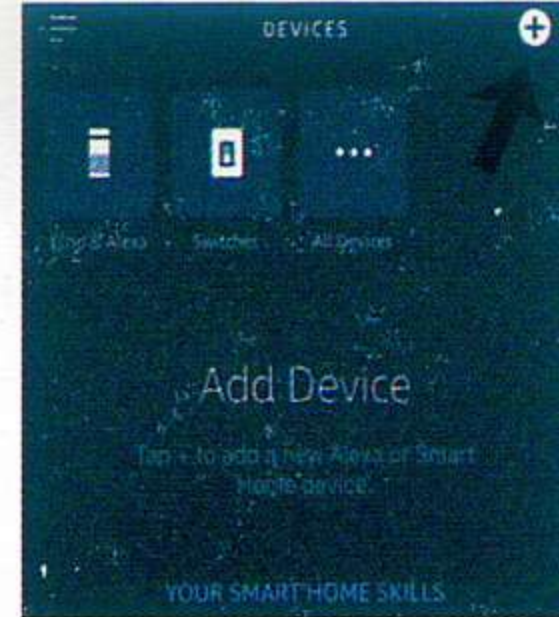 DEVICES
Echo & Alexa
Switches
All Devices
Add Device
Tap + to add a new Alexa or Smart
Home device.
YOUR SMART HOME SKILLS